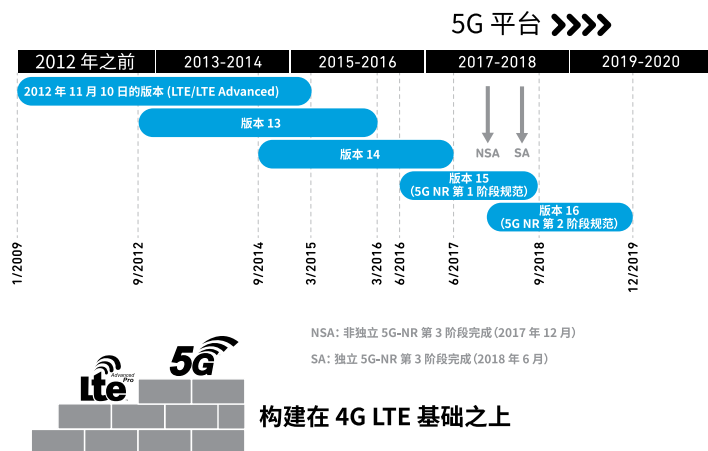 5G 平台
2012 年之前 2013-2014 2015-2016 2017-2018 2019-2020
2012 年 11 月 10 日的版本 (LTE/LTE Advanced)
版本 13
版本 14
NSA SA
版本 15
（5G NR 第 1 阶段规范）
版本 16
（5G NR 第 2 阶段规范）
1/2009 9/2012 9/2014 3/2015 3/2016 6/2016 6/2017 9/2018 12/2019
NSA：非独立 5G-NR 第 3 阶段完成（2017 年 12 月）
SA：独立 5G-NR 第 3 阶段完成（2018 年 6 月）
5G
Lte Advanced Pro
构建在 4G LTE 基础之上